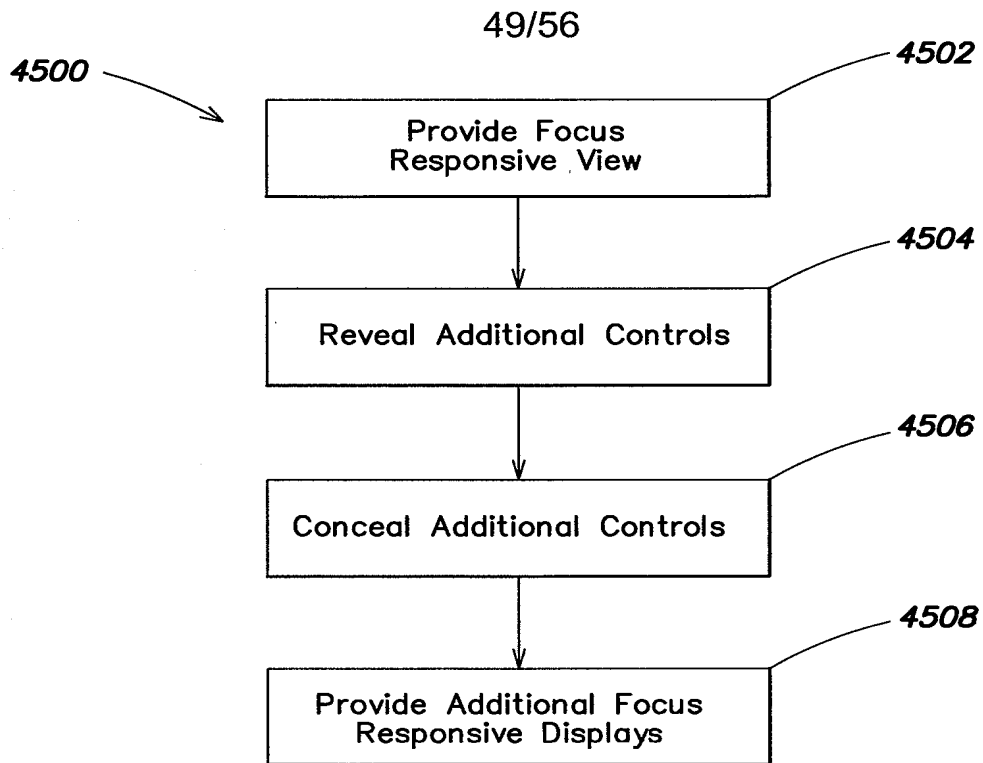 49/56
4500
4502
Provide Focus
Responsive View
4504
Reveal Additional Controls
4506
Conceal Additional Controls
4508
Provide Additional Focus
Responsive Displays